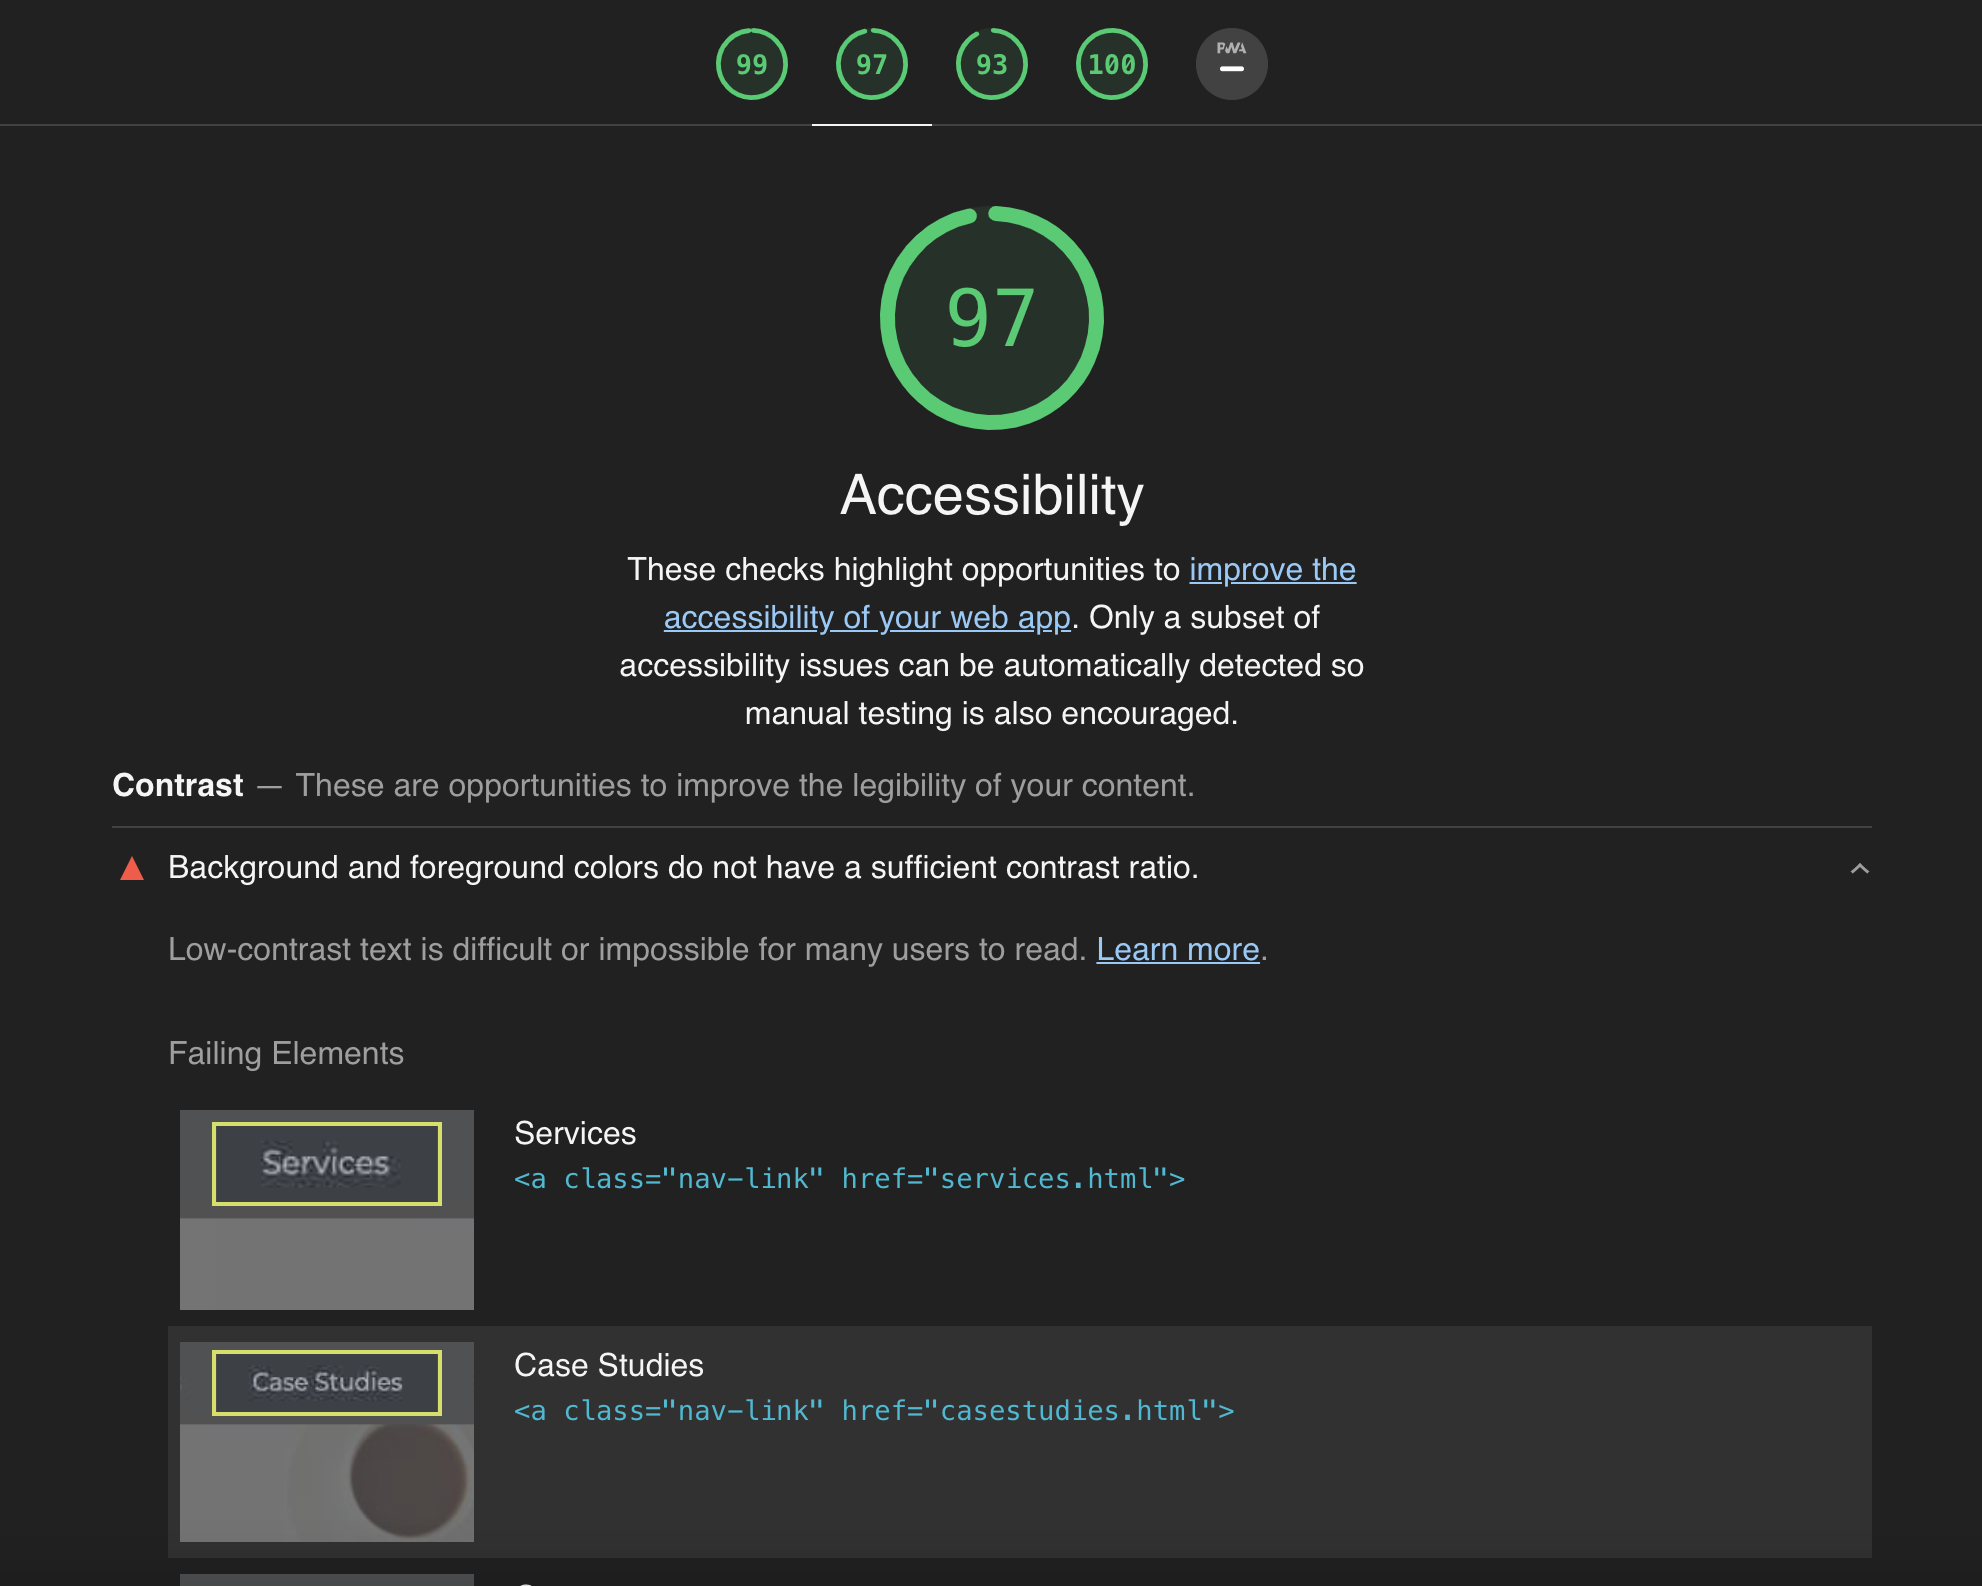 99 97 93 100 PWA
97
Accessibility
These checks highlight opportunities to improve the
accessibility of your web app. Only a subset of
accessibility issues can be automatically detected so
manual testing is also encouraged.
Contrast — These are opportunities to improve the legibility of your content.
Background and foreground colors do not have a sufficient contrast ratio.
Low-contrast text is difficult or impossible for many users to read. Learn more.
Failing Elements
Services
Services
<a class="nav-link" href="services.html">
Case Studies
Case Studies
<a class="nav-link" href="casestudies.html">